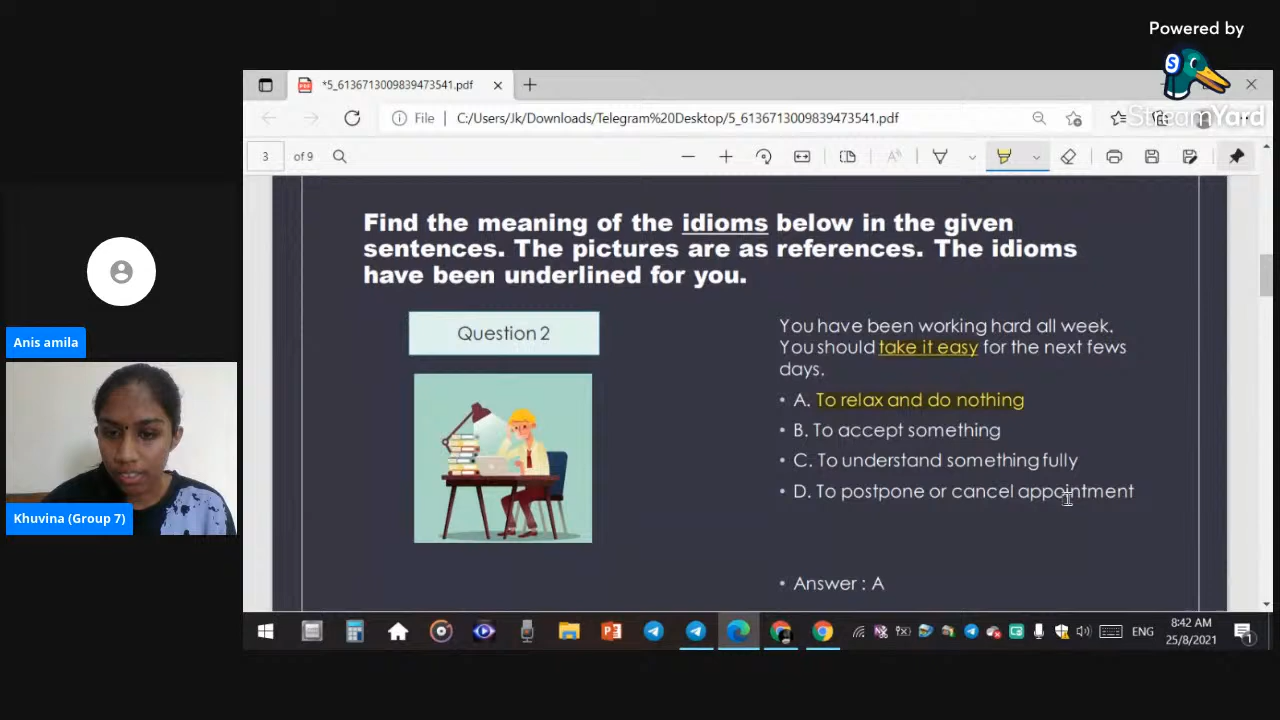 Powered by
S
StreamYard
*5_6136713009839473541.pdf
File
C:/Users/Jk/Downloads/Telegram%20Desktop/5_6136713009839473541.pdf
3
of 9
Find the meaning of the idioms below in the given
sentences. The pictures are as references. The idioms
have been underlined for you.
Question 2
You have been working hard all week.
You should take it easy for the next fews
days.
• A. To relax and do nothing
• B. To accept something
• C. To understand something fully
• D. To postpone or cancel appointment
• Answer : A
Anis amila
Khuvina (Group 7)
ENG
8:42 AM
25/8/2021